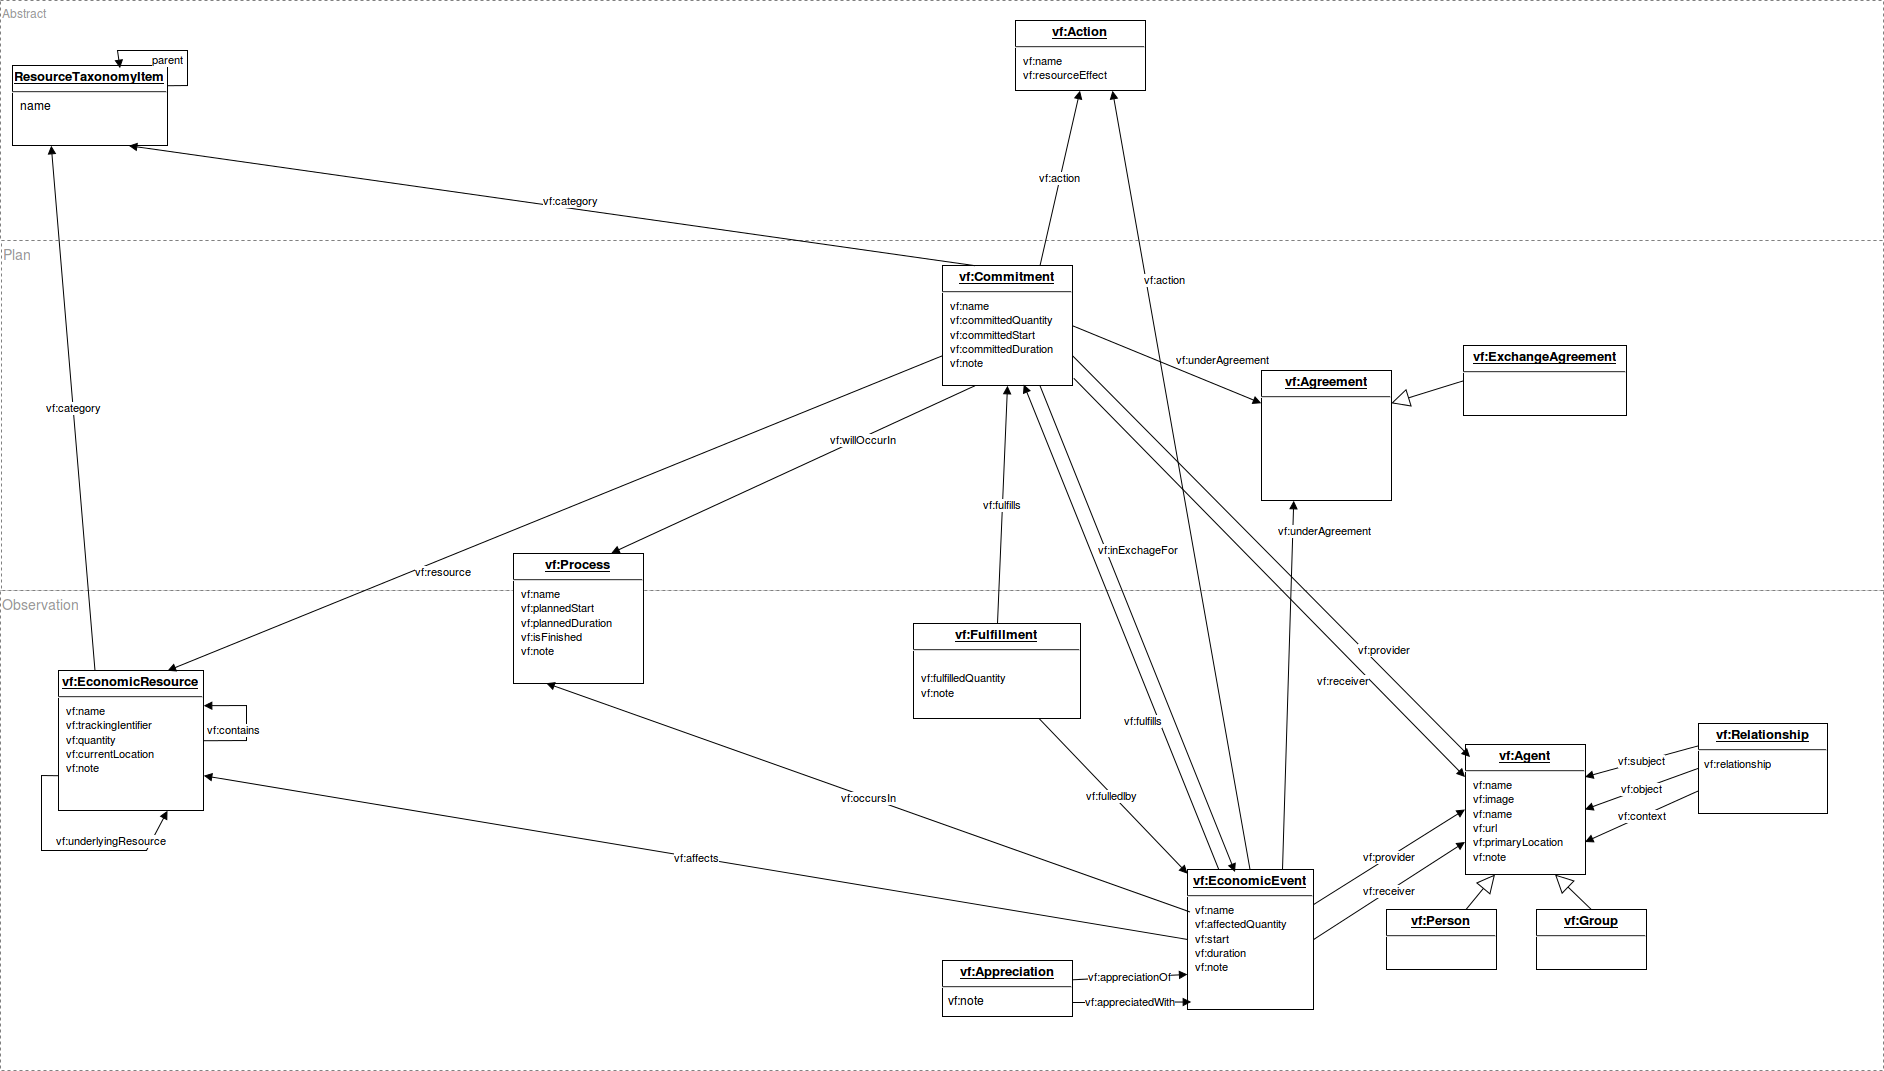 Abstract
vf:Action
vf:name
vf:resourceEffect
parent
ResourceTaxonomyItem
name
vf:action
vf:category
Plan
vf:Commitment
vf:name
vf:committedQuantity
vf:committedStart
vf:committedDuration
vf:note
vf:action
vf:underAgreement
vf:ExchangeAgreement
vf:Agreement
vf:category
vf:willOccurIn
vf:fulfills
vf:underAgreement
vf:inExchageFor
vf:resource
vf:Process
vf:name
vf:plannedStart
vf:plannedDuration
vf:isFinished
vf:note
Observation
vf:Fulfillment
vf:fulfilledQuantity
vf:note
vf:provider
vf:receiver
vf:EconomicResource
vf:name
vf:trackingIdentifier
vf:quantity
vf:currentLocation
vf:note
vf:contains
vf:underlyingResource
vf:fulfills
vf:Relationship
vf:relationship
vf:Agent
vf:name
vf:image
vf:name
vf:url
vf:primaryLocation
vf:note
vf:subject
vf:object
vf:context
vf:occursIn
vf:fulledIby
vf:affects
vf:provider
vf:receiver
vf:EconomicEvent
vf:name
vf:affectedQuantity
vf:start
vf:duration
vf:note
vf:Person
vf:Group
vf:Appreciation
vf:note
vf:appreciationOf
vf:appreciatedWith